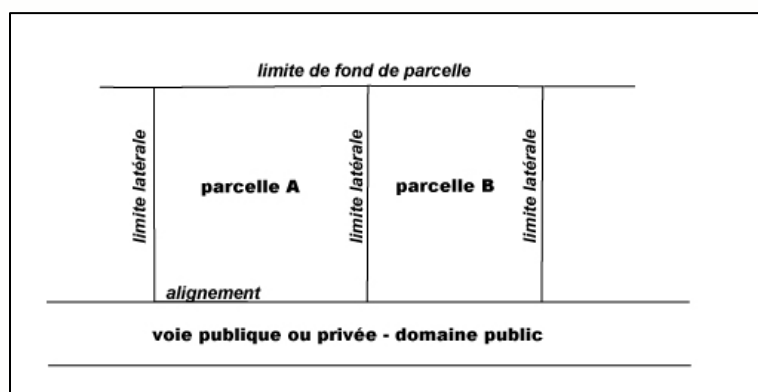 limite de fond de parcelle
limite latérale
parcelle A
limite latérale
parcelle B
limite latérale
alignement
voie publique ou privée - domaine public